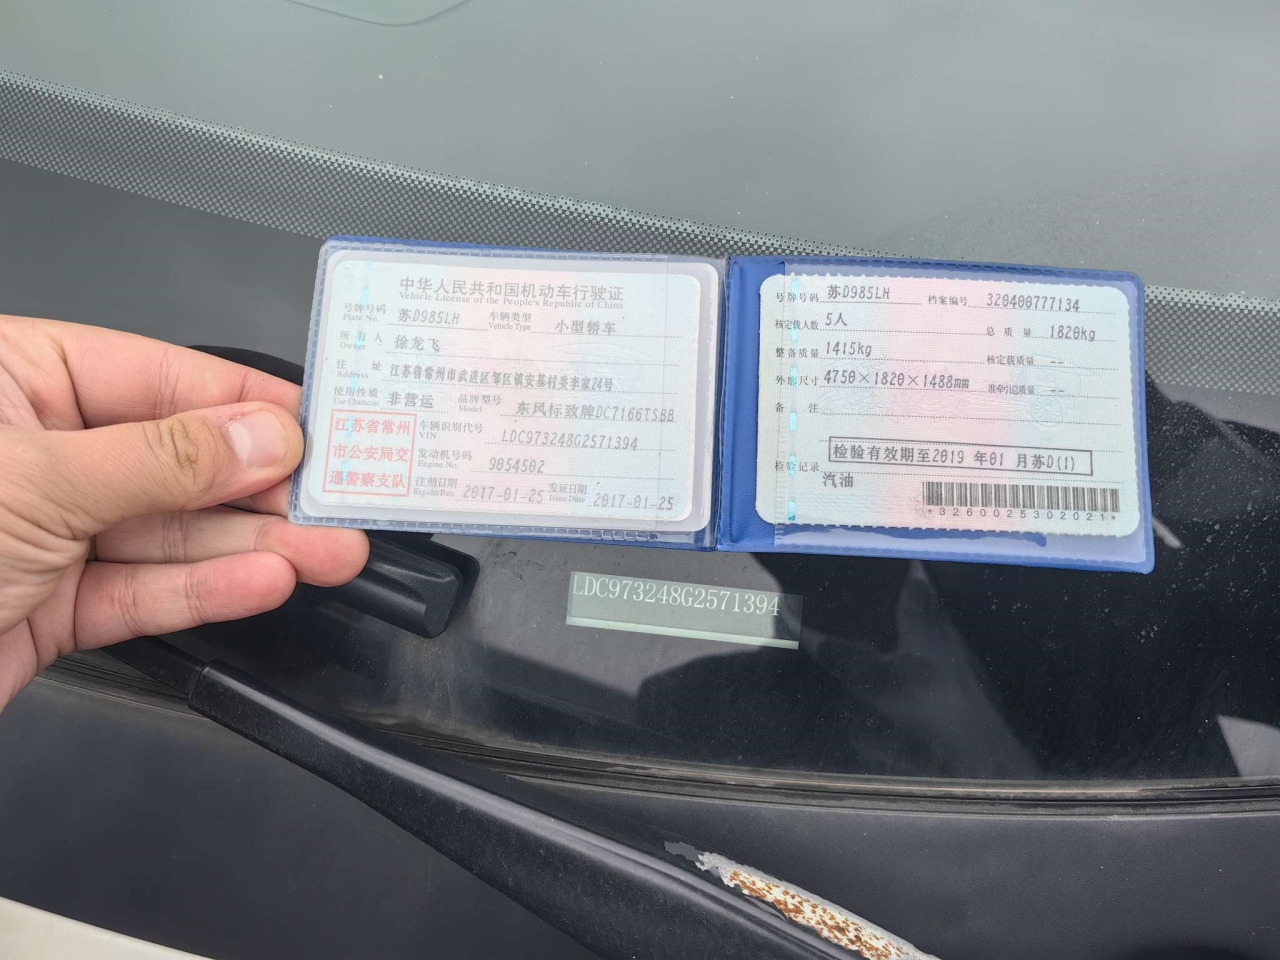 中华人民共和国机动车行驶证
Vehicle License of the People's Republic of China
号牌号码 Plate No. 苏D985LH 车辆类型 Vehicle Type 小型轿车
所有人 Owner 徐龙飞
住址 Address 江苏省常州市武进区邹区镇安基村委李家24号
使用性质 Use Character 非营运 品牌型号 Model 东风标致牌DC7166TSBB
江苏省常州
市公安局交
通警察支队
车辆识别代号 VIN LDC973248G2571394
发动机号码 Engine No. 9054502
注册日期 Register Date 2017-01-25 发证日期 Issue Date 2017-01-25
号牌号码 苏D985LH 档案编号 320400777134
核定载人数 5人 总质量 1820kg
整备质量 1415kg 核定载质量 --
外廓尺寸 4750×1820×1488mm 准牵引总质量 --
备注
检验记录 检验有效期至2019 年01 月苏D(1)
汽油
*3260025302021*
LDC973248G2571394